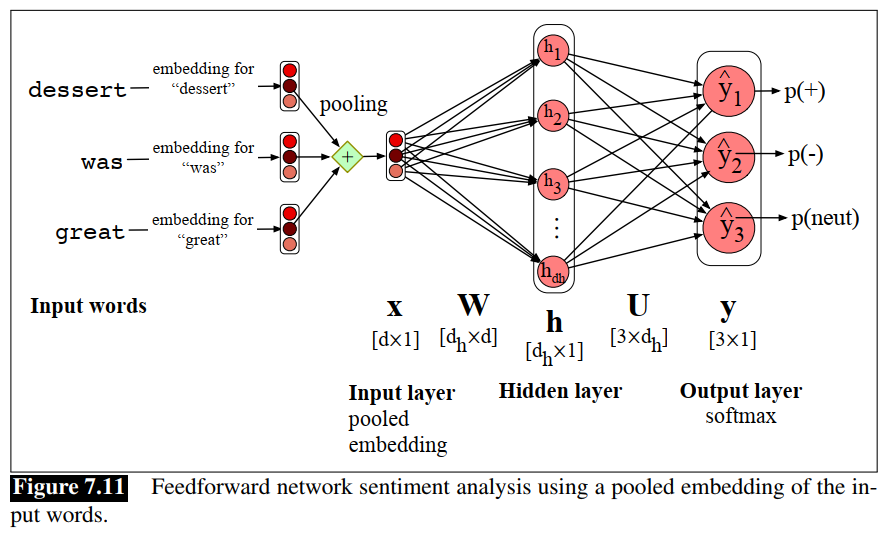 dessert
embedding for
“dessert”
pooling
was
embedding for
“was”
+
great
embedding for
“great”
h1
h2
h3
⋮
hdh
ŷ1
ŷ2
ŷ3
p(+)
p(-)
p(neut)
Input words
x
[d×1]
W
[dh×d]
h
[dh×1]
U
[3×dh]
y
[3×1]
Input layer
pooled
embedding
Hidden layer
Output layer
softmax
Figure 7.11 Feedforward network sentiment analysis using a pooled embedding of the in-
put words.